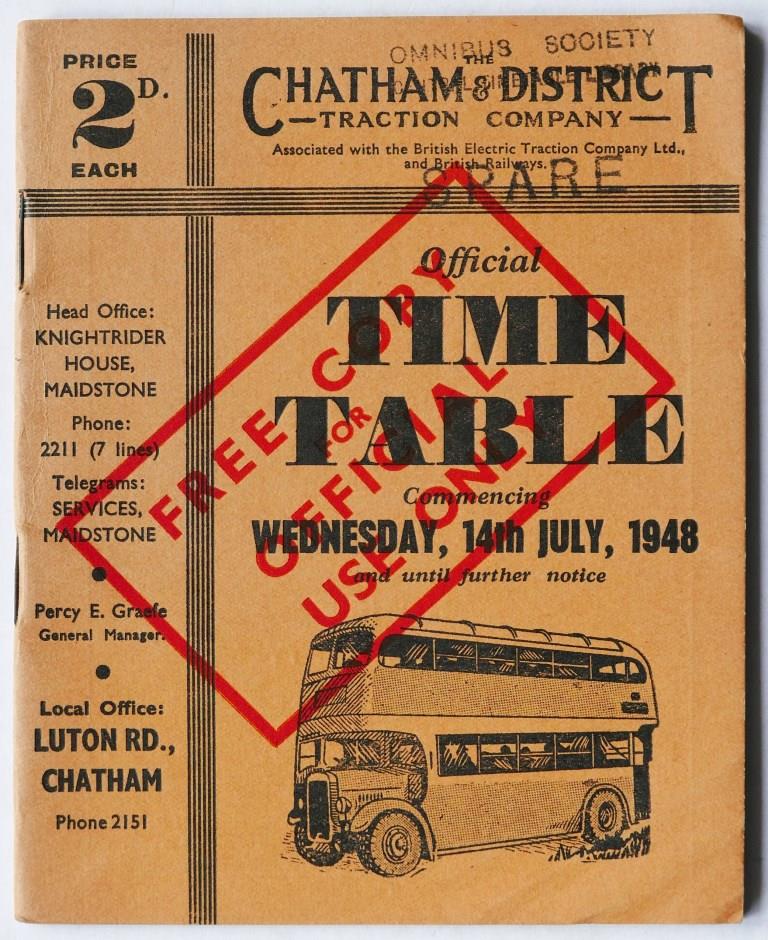 PRICE
2D.
EACH
OMNIBUS SOCIETY
THE
CHATHAM & DISTRICT
—TRACTION COMPANY—
Associated with the British Electric Traction Company Ltd.,
and British Railways.
SPARE
Official
TIME
TABLE
Commencing
WEDNESDAY, 14th JULY, 1948
and until further notice
FREE COPY
FOR
OFFICIAL
USE ONLY
Head Office:
KNIGHTRIDER
HOUSE,
MAIDSTONE
Phone:
2211 (7 lines)
Telegrams:
SERVICES,
MAIDSTONE
Percy E. Graefe
General Manager.
Local Office:
LUTON RD.,
CHATHAM
Phone 2151